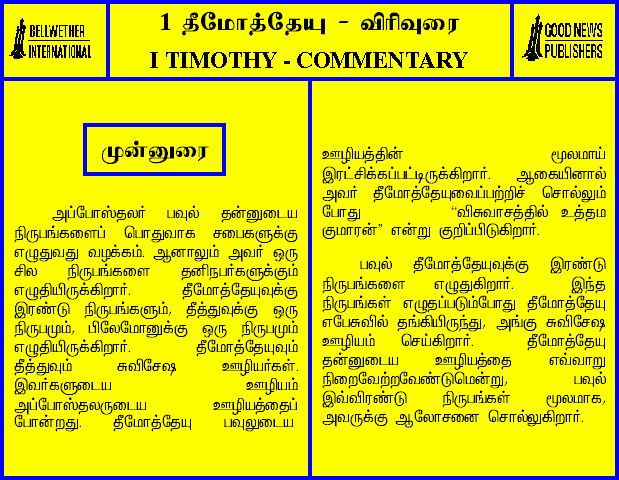 BELLWETHER
INTERNATIONAL
1 தீமோத்தேயு - விரிவுரை
I TIMOTHY - COMMENTARY
GOOD NEWS
PUBLISHERS
முன்னுரை
அப்போஸ்தலர் பவுல் தன்னுடைய
நிருபங்களைப் பொதுவாக சபைகளுக்கு
எழுதுவது வழக்கம். ஆனாலும் அவர் ஒரு
சில நிருபங்களை தனிநபர்களுக்கும்
எழுதியிருக்கிறார். தீமோத்தேயுவுக்கு
இரண்டு நிருபங்களும், தீத்துவுக்கு ஒரு
நிருபமும், பிலேமோனுக்கு ஒரு நிருபமும்
எழுதியிருக்கிறார். தீமோத்தேயுவும்
தீத்துவும் சுவிசேஷ ஊழியர்கள்.
இவர்களுடைய ஊழியம்
அப்போஸ்தலருடைய ஊழியத்தைப்
போன்றது. தீமோத்தேயு பவுலுடைய
ஊழியத்தின் மூலமாய்
இரட்சிக்கப்பட்டிருக்கிறார். ஆகையினால்
அவர் தீமோத்தேயுவைப்பற்றிச் சொல்லும்
போது “விசுவாசத்தில் உத்தம
குமாரன்” என்று குறிப்பிடுகிறார்.
பவுல் தீமோத்தேயுவுக்கு இரண்டு
நிருபங்களை எழுதுகிறார். இந்த
நிருபங்கள் எழுதப்படும்போது தீமோத்தேயு
எபேசுவில் தங்கியிருந்து, அங்கு சுவிசேஷ
ஊழியம் செய்கிறார். தீமோத்தேயு
தன்னுடைய ஊழியத்தை எவ்வாறு
நிறைவேற்றவேண்டுமென்று, பவுல்
இவ்விரண்டு நிருபங்கள் மூலமாக,
அவருக்கு ஆலோசனை சொல்லுகிறார்.